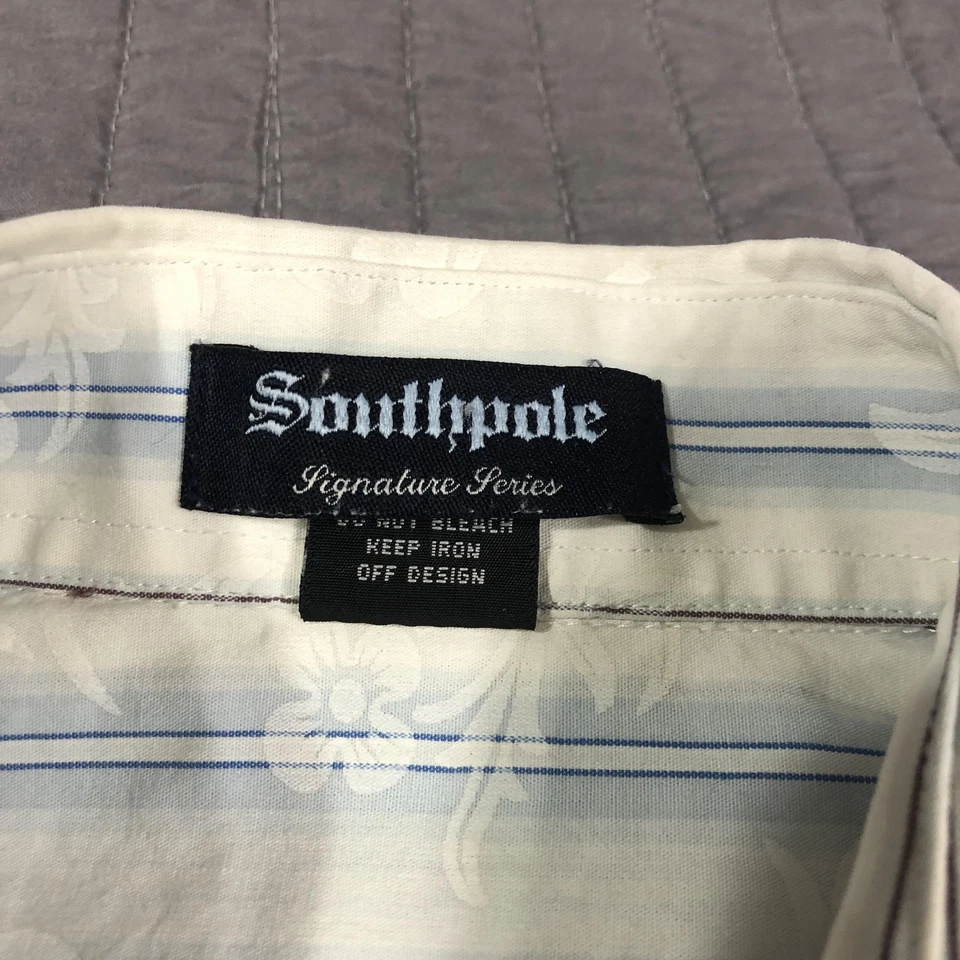 Southpole
Signature Series
DO NOT BLEACH
KEEP IRON
OFF DESIGN